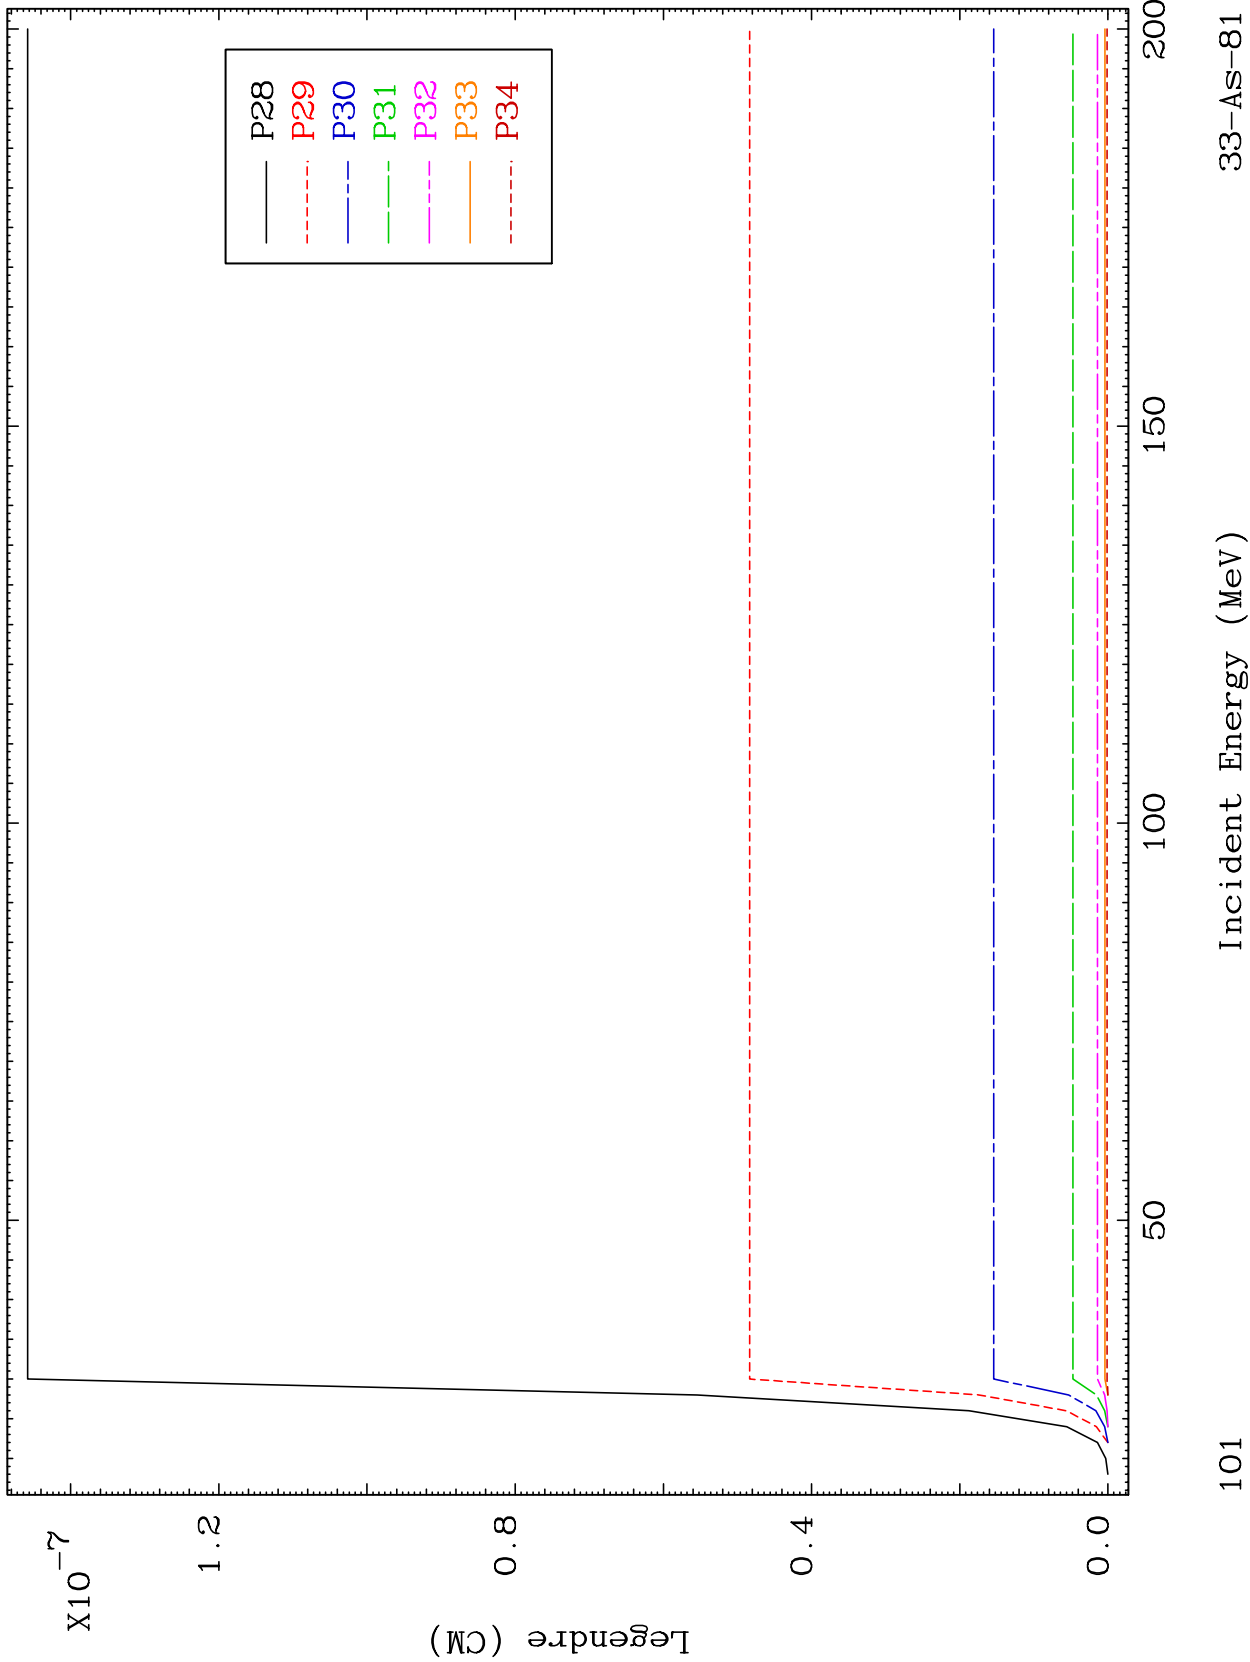 X10-7
Legendre (CM)
1.2
0.8
0.4
0.0
P28
P29
P30
P31
P32
P33
P34
50
100
150
200
Incident Energy (MeV)
101
33-As-81